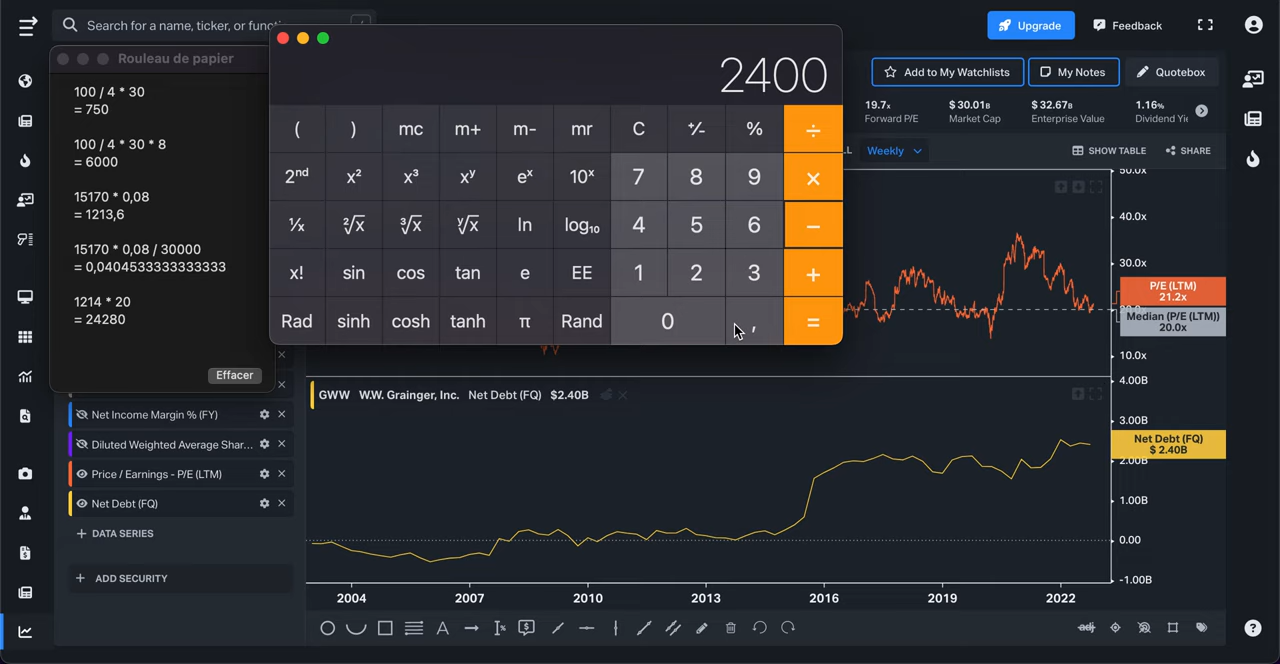 Search for a name, ticker, or
Upgrade
Feedback
Rouleau de papier
100 / 4 * 30
= 750
100 / 4 * 30 * 8
= 6000
15170 * 0,08
= 1213,6
15170 * 0,08 / 30000
= 0,0404533333333333
1214 * 20
= 24280
Effacer
2400
( ) mc m+ m- mr C +/- % ÷
2nd x² x³ xʸ eˣ 10ˣ 7 8 9 ×
¹/x ²√x ³√x ʸ√x ln log₁₀ 4 5 6 −
x! sin cos tan e EE 1 2 3 +
Rad sinh cosh tanh π Rand 0 , =
Add to My Watchlists
My Notes
Quotebox
19.7x
Forward P/E
$ 30.01B
Market Cap
$ 32.67B
Enterprise Value
1.16%
Dividend Yie
Weekly
SHOW TABLE
SHARE
50.0x
40.0x
30.0x
P/E (LTM)
21.2x
Median (P/E (LTM))
20.0x
10.0x
Net Income Margin % (FY)
Diluted Weighted Average Shar...
Price / Earnings - P/E (LTM)
Net Debt (FQ)
DATA SERIES
ADD SECURITY
GWW W.W. Grainger, Inc. Net Debt (FQ) $2.40B
4.00B
3.00B
Net Debt (FQ)
$ 2.40B
2.00B
1.00B
0.00
-1.00B
2004 2007 2010 2013 2016 2019 2022
adj